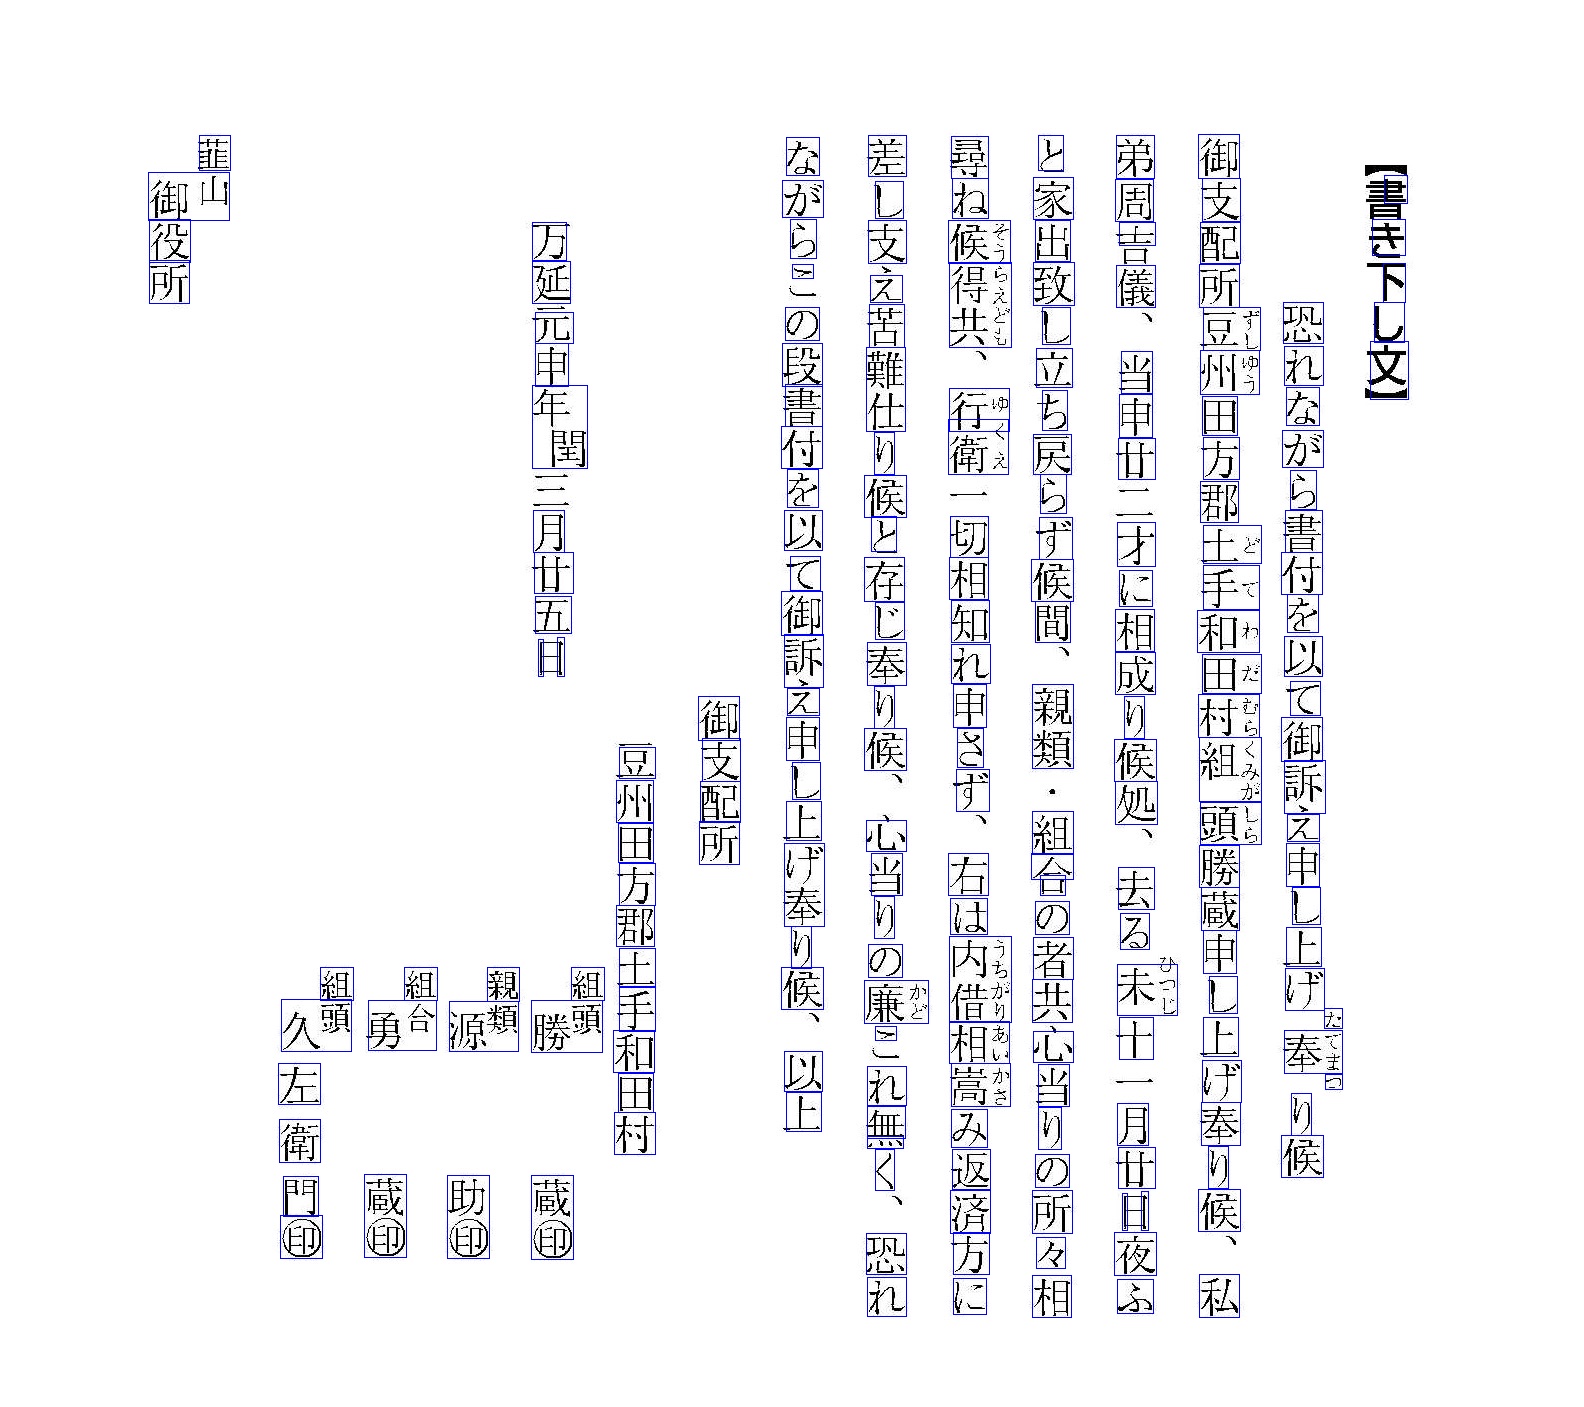 【書き下し文】
恐れながら書付を以て御訴え申し上げ奉り候
御支配所豆州田方郡土手和田村組頭勝蔵申し上げ奉り候、私
弟周吉儀、当申廿二才に相成り候処、去る未十一月廿日夜ふ
と家出致し立ち戻らず候間、親類・組合の者共心当りの所々相
尋ね候得共、行衛一切相知れ申さず、右は内借相嵩み返済方に
差し支え苦難仕り候と存じ奉り候、心当りの廉これ無く、恐れ
ながらこの段書付を以て御訴え申し上げ奉り候、以上
御支配所
豆州田方郡土手和田村
万延元申年閏三月廿五日
組頭 勝蔵㊞
親類 源助㊞
組合 勇蔵㊞
組頭 久左衛門㊞
韮山
御役所